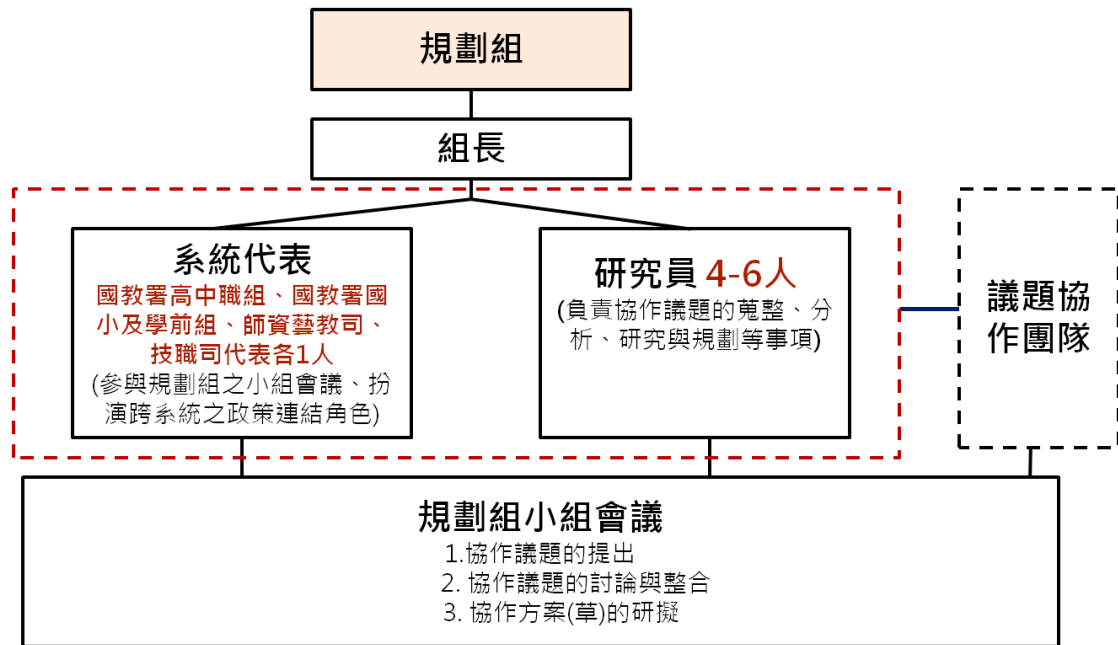 規劃組
組長
系統代表
國教署高中職組、國教署國
小及學前組、師資藝教司、
技職司代表各1人
(參與規劃組之小組會議、扮
演跨系統之政策連結角色)
研究員 4-6人
(負責協作議題的蒐整、分
析、研究與規劃等事項)
議題協
作團隊
規劃組小組會議
1.協作議題的提出
2. 協作議題的討論與整合
3. 協作方案(草)的研擬